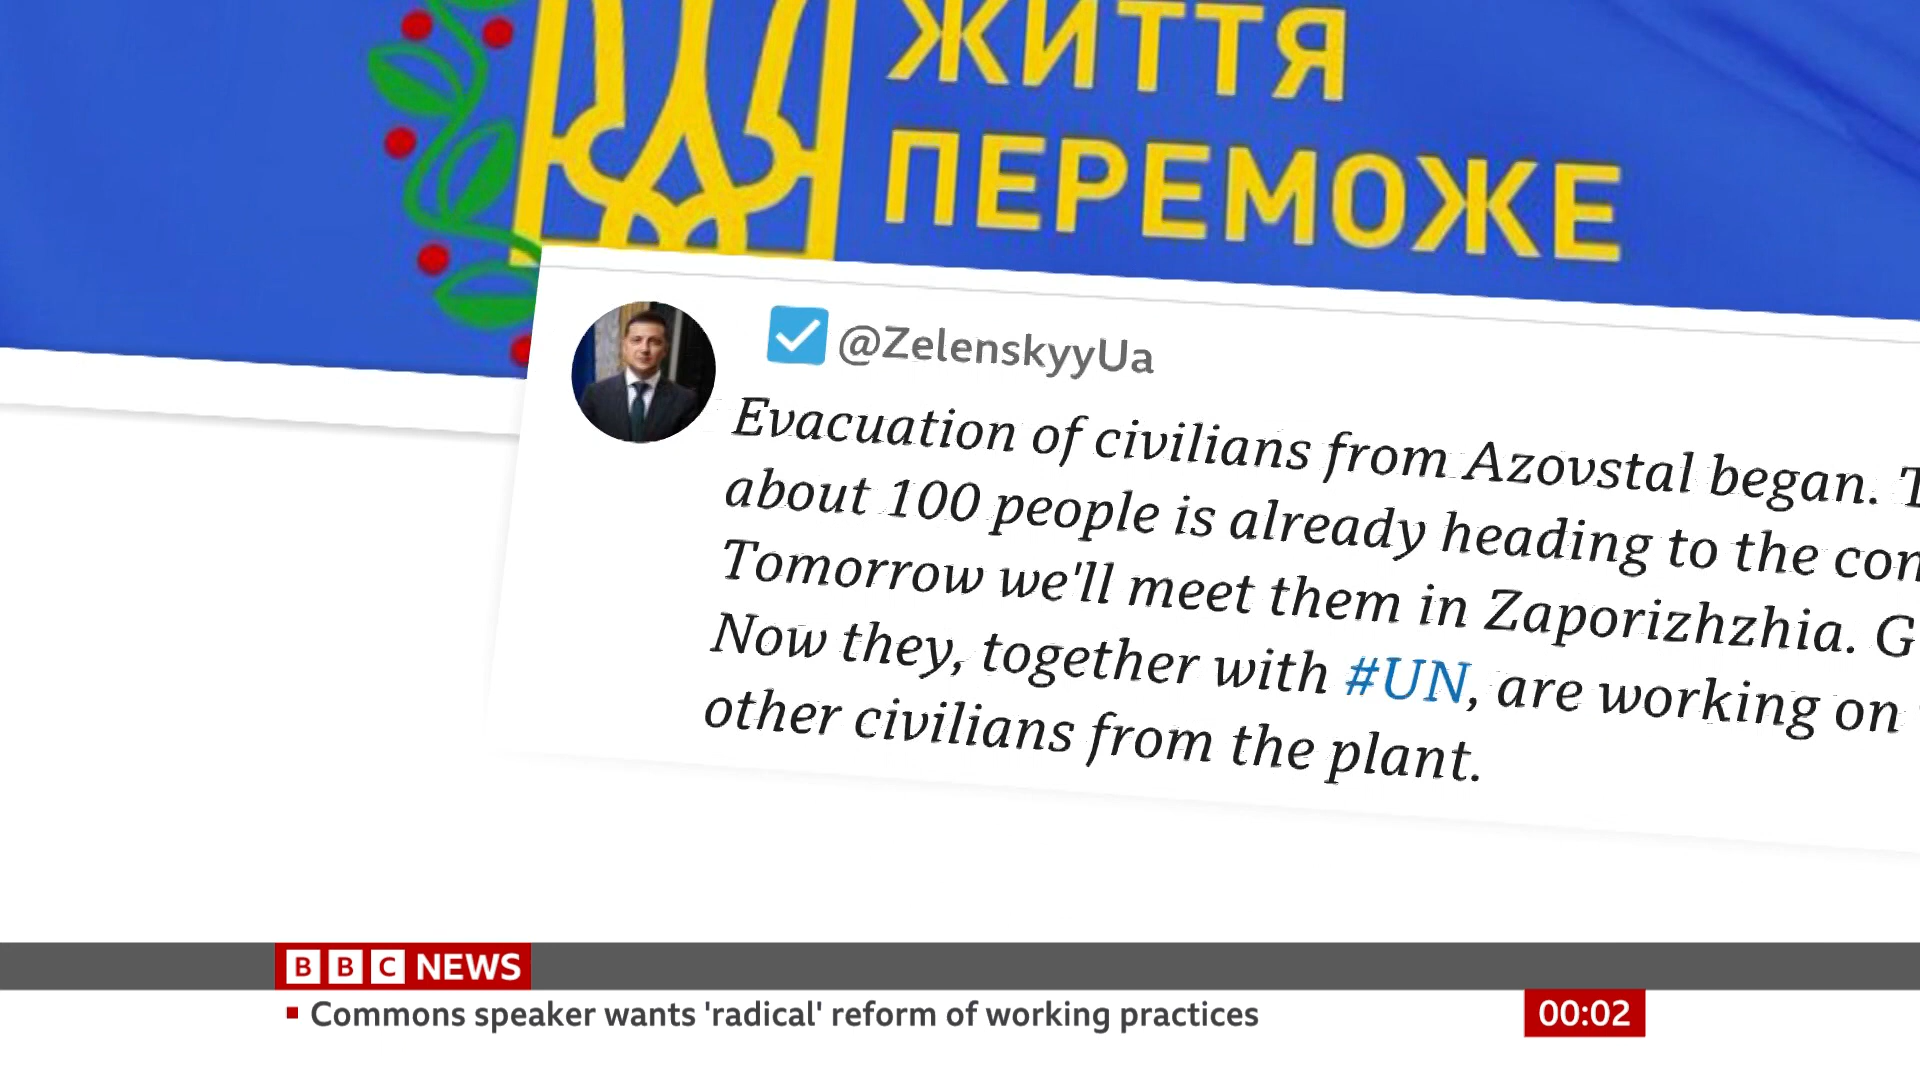 ЖИТТЯ
ПЕРЕМОЖЕ
@ZelenskyyUa
Evacuation of civilians from Azovstal began.
about 100 people is already heading to the
Tomorrow we'll meet them in Zaporizhzhia.
Now they, together with #UN, are working on
other civilians from the plant.
BBC NEWS
Commons speaker wants 'radical' reform of working practices
00:02